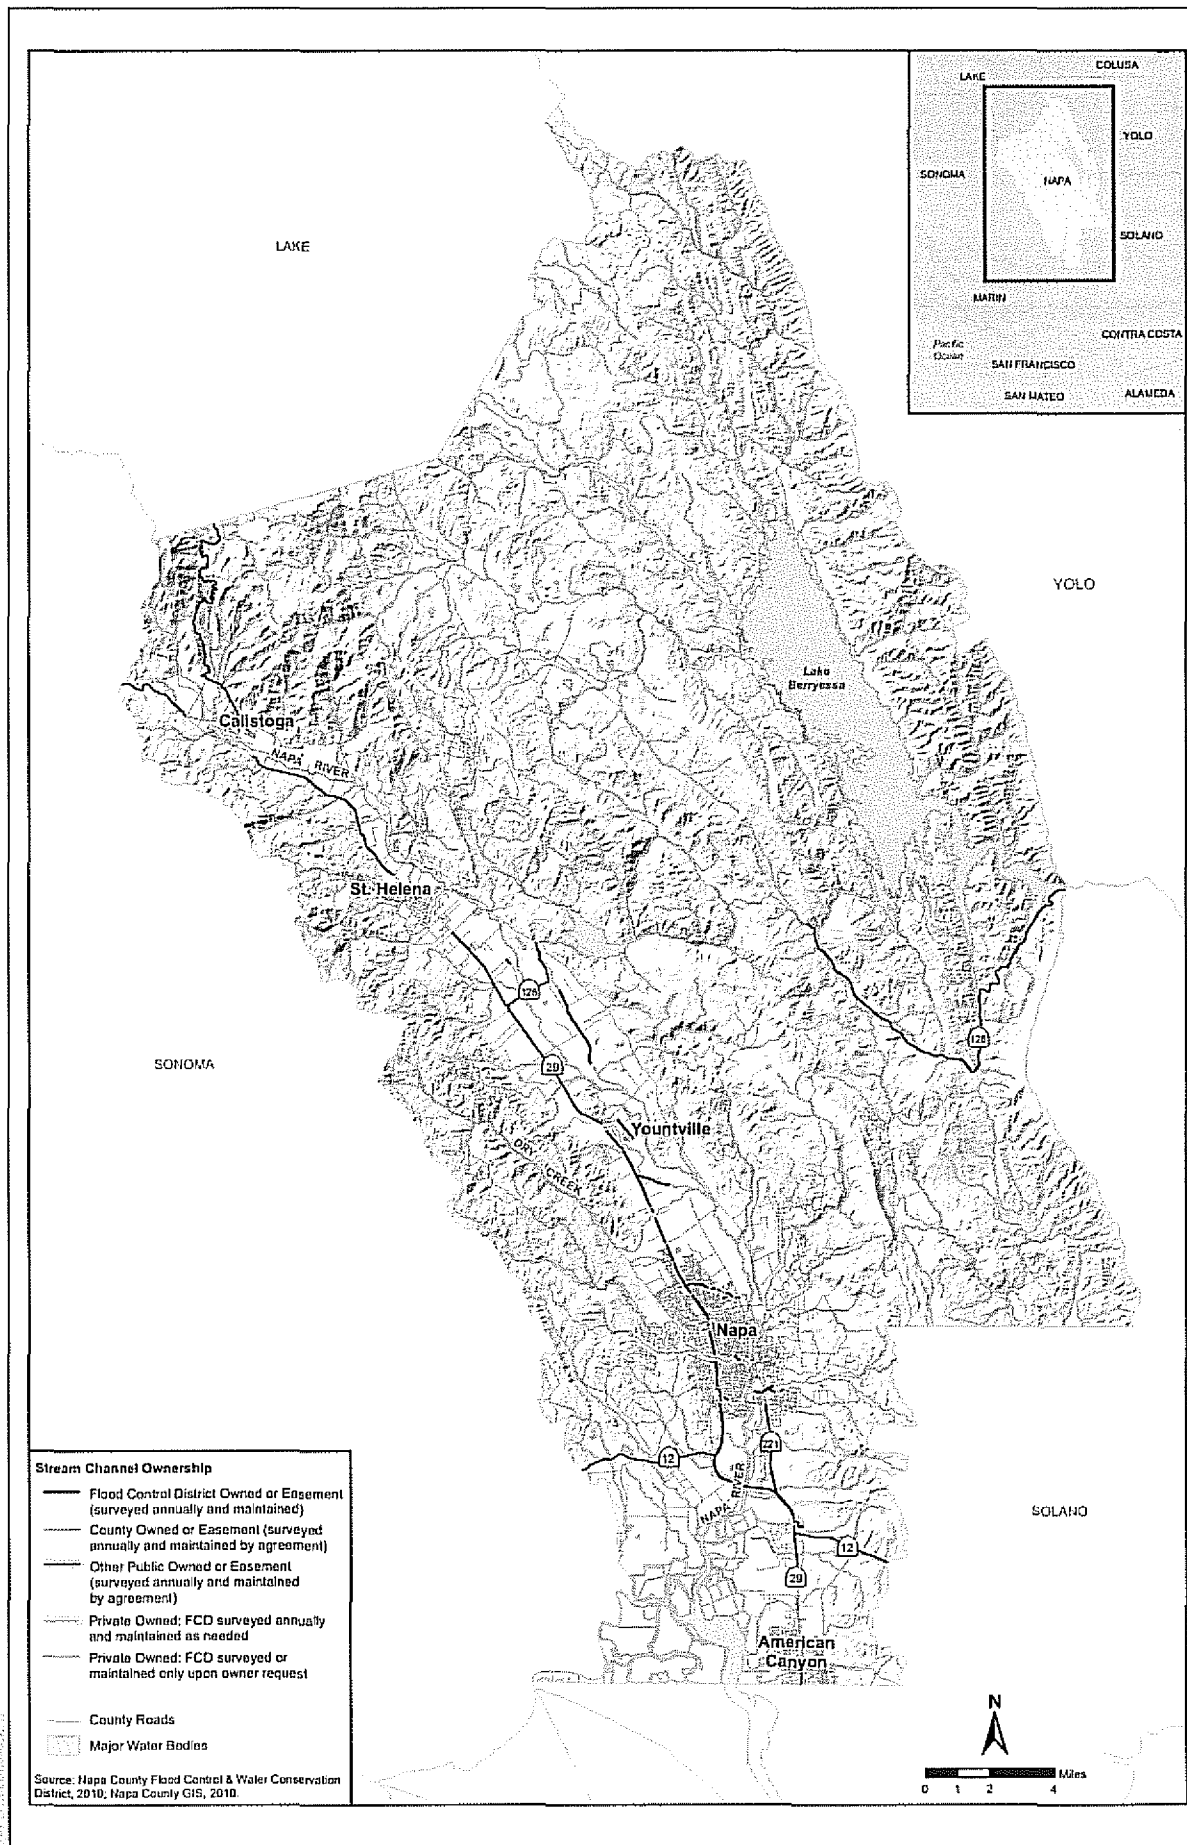 COLUSA
LAKE
YOLO
SONOMA
NAPA
SOLANO
MARIN
CONTRA COSTA
Pacific
Ocean
SAN FRANCISCO
SAN MATEO
ALAMEDA
LAKE
YOLO
Lake
Berryessa
Calistoga
NAPA RIVER
St. Helena
128
128
SONOMA
29
Yountville
DRY CREEK
Napa
221
12
NAPA RIVER
SOLANO
12
29
American
Canyon
Stream Channel Ownership
Flood Control District Owned or Easement
(surveyed annually and maintained)
County Owned or Easement (surveyed
annually and maintained by agreement)
Other Public Owned or Easement
(surveyed annually and maintained
by agreement)
Private Owned: FCD surveyed annually
and maintained as needed
Private Owned: FCD surveyed or
maintained only upon owner request
County Roads
Major Water Bodies
Source: Napa County Flood Control & Water Conservation
District, 2010; Napa County GIS, 2010.
N
Miles
0 1 2 4